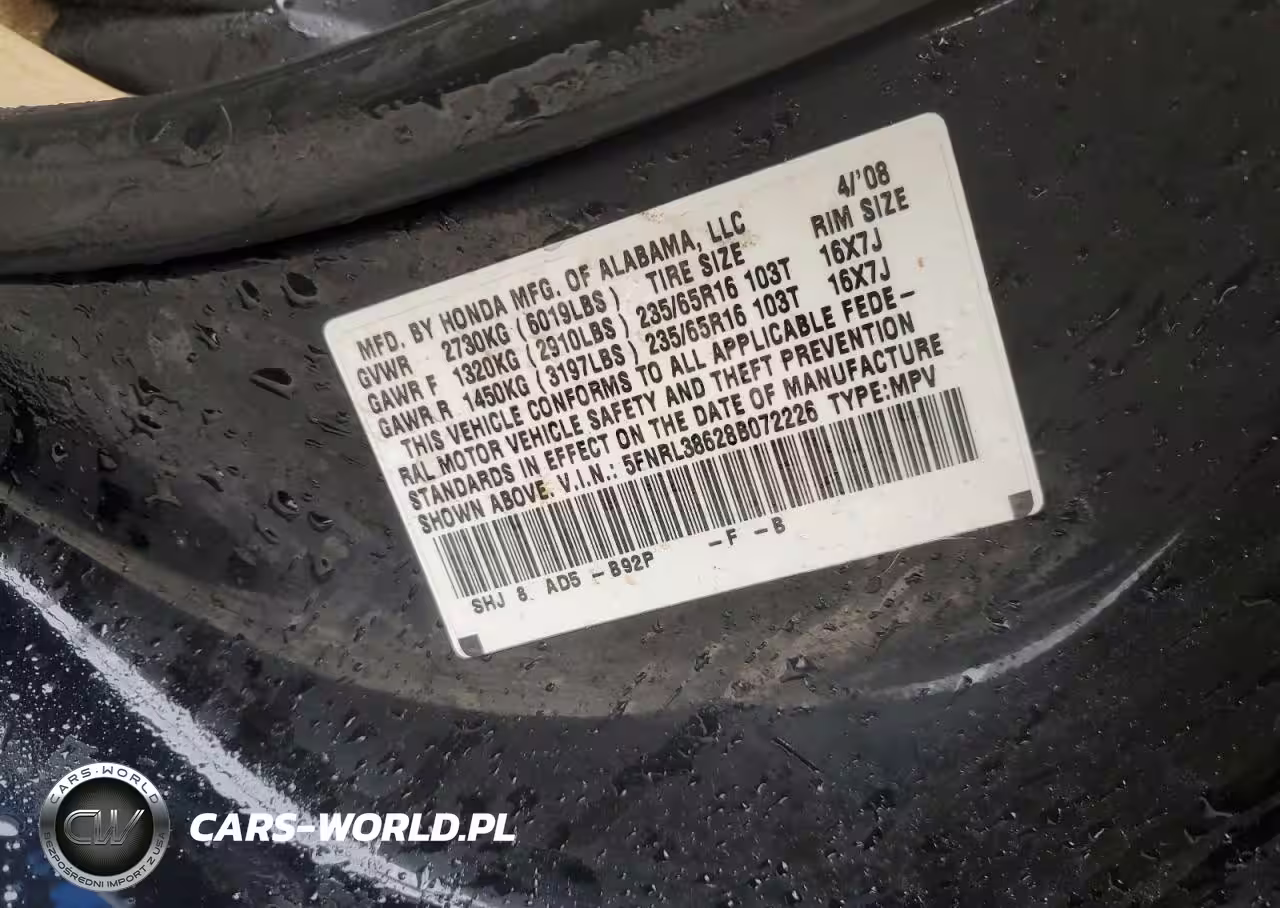 4/'08
MFD. BY HONDA MFG. OF ALABAMA, LLC
GVWR 2730KG (6019LBS) TIRE SIZE RIM SIZE
GAWR F 1320KG (2910LBS) 235/65R16 103T 16X7J
GAWR R 1450KG (3197LBS) 235/65R16 103T 16X7J
THIS VEHICLE CONFORMS TO ALL APPLICABLE FEDE-
RAL MOTOR VEHICLE SAFETY AND THEFT PREVENTION
STANDARDS IN EFFECT ON THE DATE OF MANUFACTURE
SHOWN ABOVE. V.I.N.: 5FNRL38628B072226 TYPE:MPV
SHJ 8. AD5 -B92P -F -B
CARS-WORLD
CW
BEZPOŚREDNI IMPORT Z USA
CARS-WORLD.PL